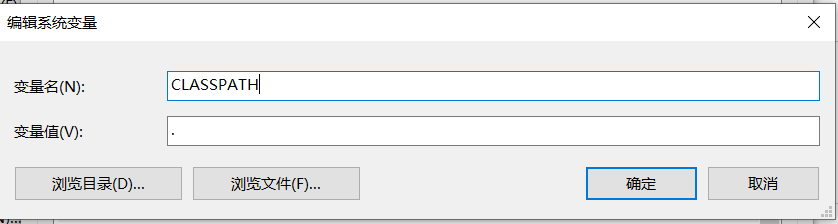 编辑系统变量
变量名(N):
CLASSPATH
变量值(V):
.
浏览目录(D)...
浏览文件(F)...
确定
取消